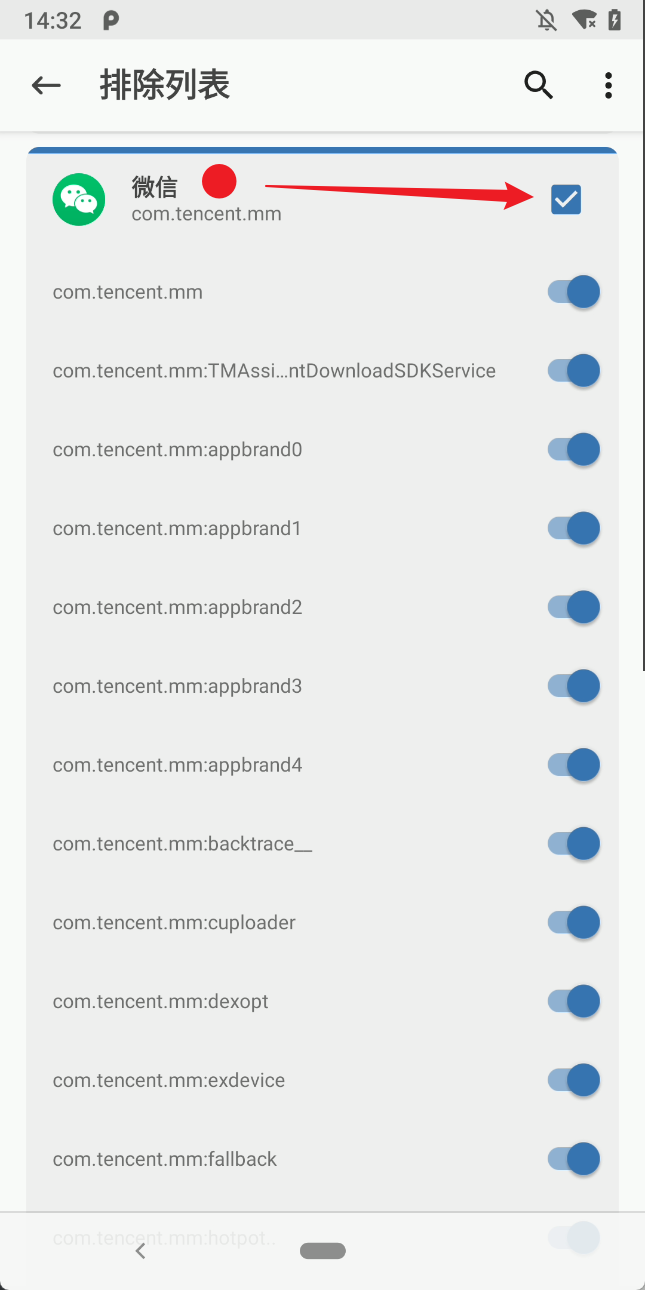 14:32
排除列表
微信
com.tencent.mm
com.tencent.mm
com.tencent.mm:TMAssi…ntDownloadSDKService
com.tencent.mm:appbrand0
com.tencent.mm:appbrand1
com.tencent.mm:appbrand2
com.tencent.mm:appbrand3
com.tencent.mm:appbrand4
com.tencent.mm:backtrace__
com.tencent.mm:cuploader
com.tencent.mm:dexopt
com.tencent.mm:exdevice
com.tencent.mm:fallback
com.tencent.mm:hotpot..